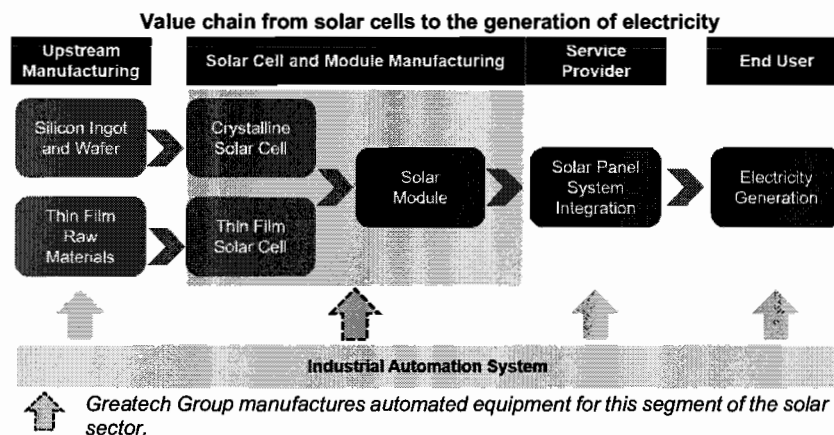 Value chain from solar cells to the generation of electricity
Upstream
Manufacturing
Solar Cell and Module Manufacturing
Service
Provider
End User
Silicon Ingot
and Wafer
Crystalline
Solar Cell
Solar
Module
Solar Panel
System
Integration
Electricity
Generation
Thin Film
Raw
Materials
Thin Film
Solar Cell
Industrial Automation System
Greatech Group manufactures automated equipment for this segment of the solar
sector.